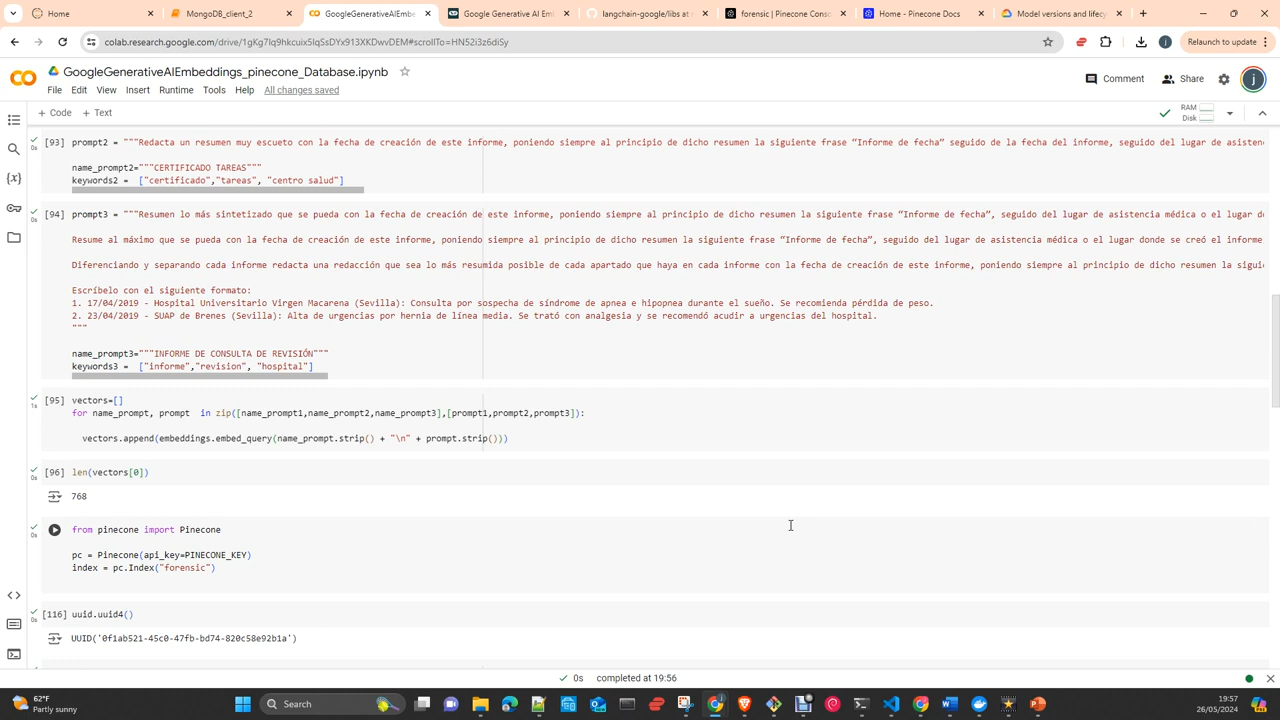 Home
MongoDB_client_2
GoogleGenerativeAIEmbe
Google Generative AI Em
langchain-google/libs at m
forensic | Pinecone Cons
Home - Pinecone Docs
Model versions and lifecy
colab.research.google.com/drive/1gKg7Iq9hkcuix5IqSsDYx913XKDwvDEM#scrollTo=HN52i3z6diSy
Relaunch to update
GoogleGenerativeAIEmbeddings_pinecone_Database.ipynb
Comment
Share
j
File Edit View Insert Runtime Tools Help All changes saved
+ Code + Text
RAM
Disk
[93] prompt2 = """Redacta un resumen muy escueto con la fecha de creación de este informe, poniendo siempre al principio de dicho resumen la siguiente frase “Informe de fecha” seguido de la fecha del informe, seguido del lugar de asisten
0s
name_prompt2="""CERTIFICADO TAREAS"""
keywords2 = ["certificado","tareas", "centro salud"]
[94] prompt3 = """Resumen lo más sintetizado que se pueda con la fecha de creación de este informe, poniendo siempre al principio de dicho resumen la siguiente frase “Informe de fecha”, seguido del lugar de asistencia médica o el lugar d
0s
Resume al máximo que se pueda con la fecha de creación de este informe, poniendo siempre al principio de dicho resumen la siguiente frase “Informe de fecha”, seguido del lugar de asistencia médica o el lugar donde se creó el informe
Diferenciando y separando cada informe redacta una redacción que sea lo más resumida posible de cada apartado que haya en cada informe con la fecha de creación de este informe, poniendo siempre al principio de dicho resumen la sigui
Escríbelo con el siguiente formato:
1. 17/04/2019 - Hospital Universitario Virgen Macarena (Sevilla): Consulta por sospecha de síndrome de apnea e hipopnea durante el sueño. Se recomienda pérdida de peso.
2. 23/04/2019 - SUAP de Brenes (Sevilla): Alta de urgencias por hernia de línea media. Se trató con analgesia y se recomendó acudir a urgencias del hospital.
"""
name_prompt3="""INFORME DE CONSULTA DE REVISIÓN"""
keywords3 = ["informe","revision", "hospital"]
[95] vectors=[]
1s
for name_prompt, prompt in zip([name_prompt1,name_prompt2,name_prompt3],[prompt1,prompt2,prompt3]):
vectors.append(embeddings.embed_query(name_prompt.strip() + "\n" + prompt.strip()))
[96] len(vectors[0])
0s
768
from pinecone import Pinecone
0s
pc = Pinecone(api_key=PINECONE_KEY)
index = pc.Index("forensic")
[116] uuid.uuid4()
0s
UUID('0f1ab521-45c0-47fb-bd74-820c58e92b1a')
0s completed at 19:56
62°F
Partly sunny
Search
19:57
26/05/2024